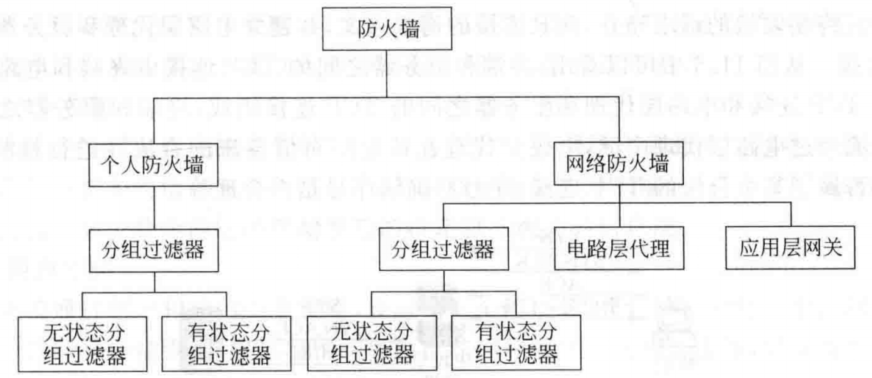 防火墙
个人防火墙
网络防火墙
分组过滤器
分组过滤器
电路层代理
应用层网关
无状态分
组过滤器
有状态分
组过滤器
无状态分
组过滤器
有状态分
组过滤器